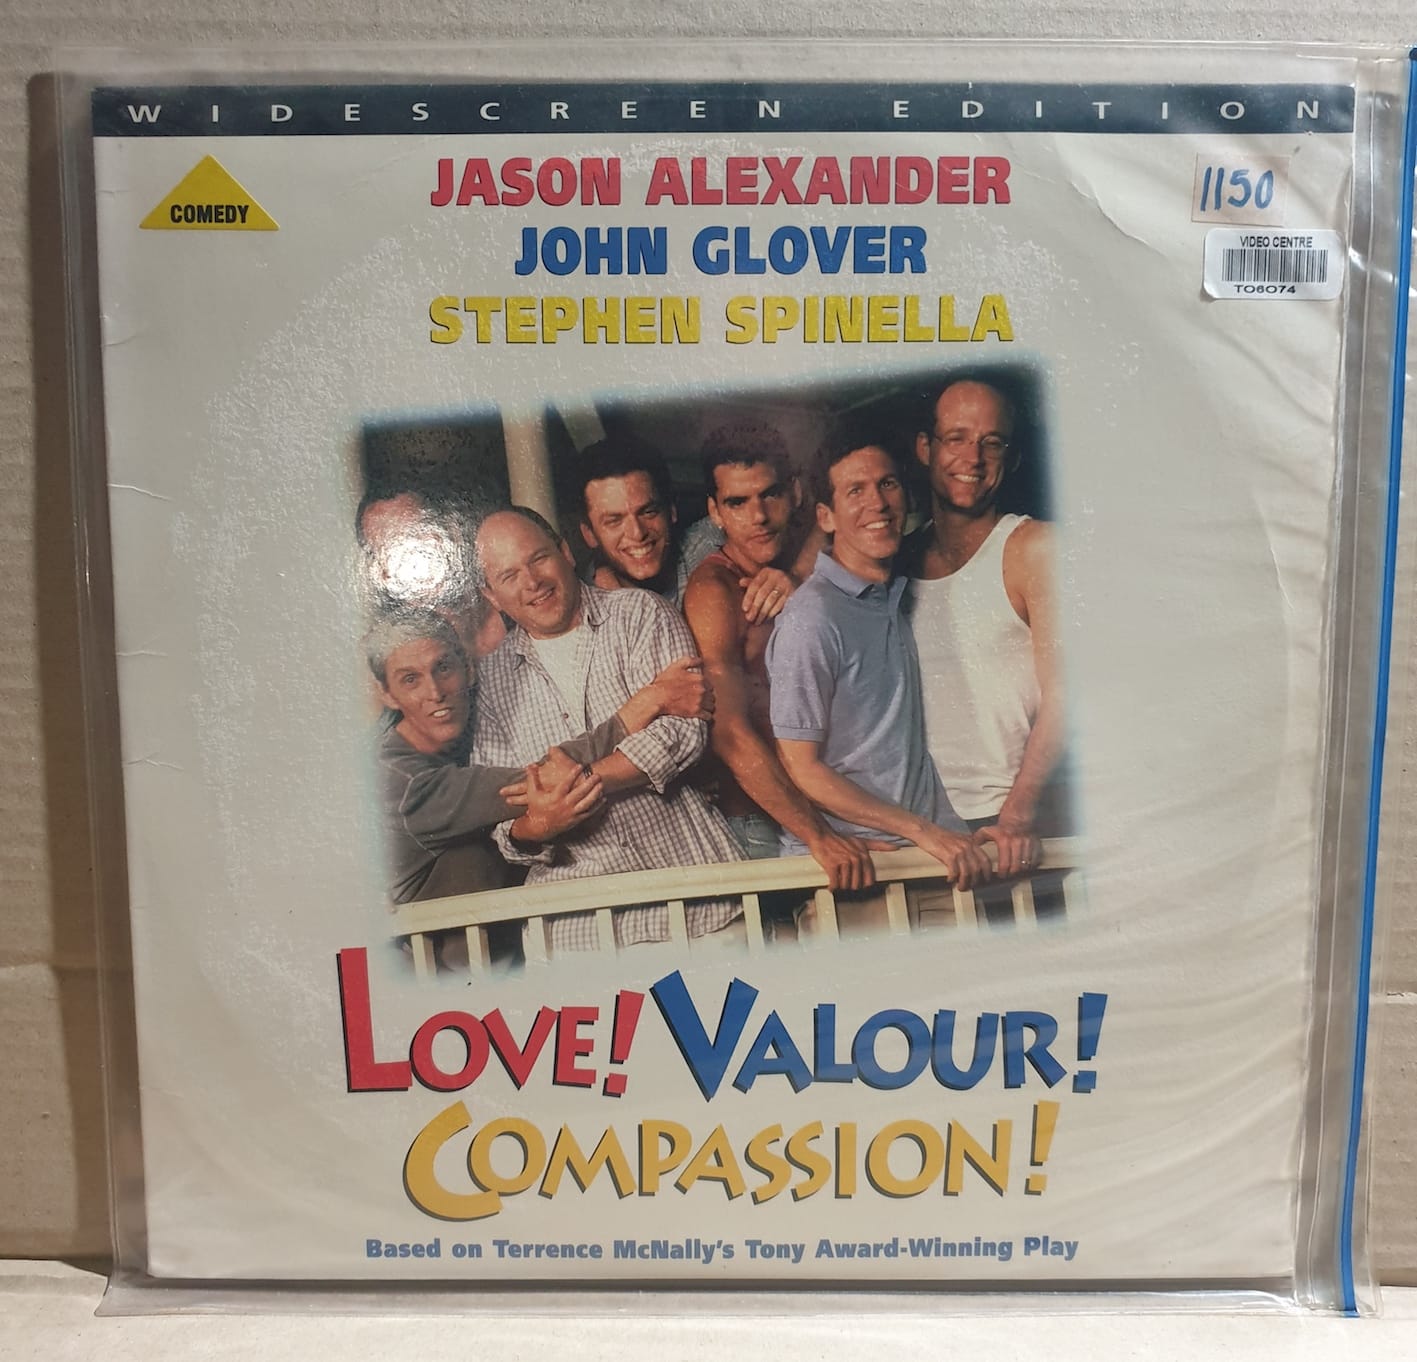 WIDESCREEN EDITION
COMEDY
JASON ALEXANDER
JOHN GLOVER
STEPHEN SPINELLA
1150
VIDEO CENTRE
TO6O74
LOVE! VALOUR!
COMPASSION!
Based on Terrence McNally's Tony Award-Winning Play